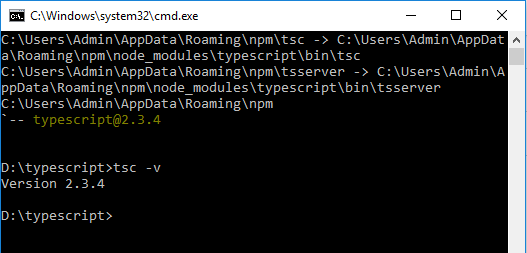 C:\Windows\system32\cmd.exe
C:\Users\Admin\AppData\Roaming\npm\tsc -> C:\Users\Admin\AppDat
a\Roaming\npm\node_modules\typescript\bin\tsc
C:\Users\Admin\AppData\Roaming\npm\tsserver -> C:\Users\Admin\A
ppData\Roaming\npm\node_modules\typescript\bin\tsserver
C:\Users\Admin\AppData\Roaming\npm
`-- typescript@2.3.4
D:\typescript>tsc -v
Version 2.3.4
D:\typescript>